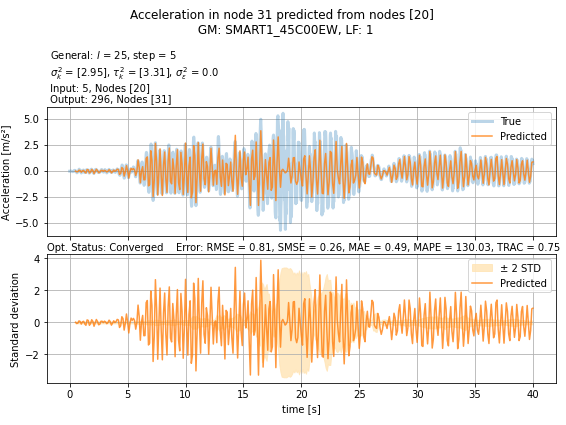 Acceleration in node 31 predicted from nodes [20]
GM: SMART1_45C00EW, LF: 1
General: l = 25, step = 5
σ²ₖ = [2.95], τ²ₖ = [3.31], σ²ε = 0.0
Input: 5, Nodes [20]
Output: 296, Nodes [31]
Acceleration [m/s²]
5.0
2.5
0.0
−2.5
−5.0
True
Predicted
Opt. Status: Converged Error: RMSE = 0.81, SMSE = 0.26, MAE = 0.49, MAPE = 130.03, TRAC = 0.75
Standard deviation
4
2
0
−2
± 2 STD
Predicted
0 5 10 15 20 25 30 35 40
time [s]